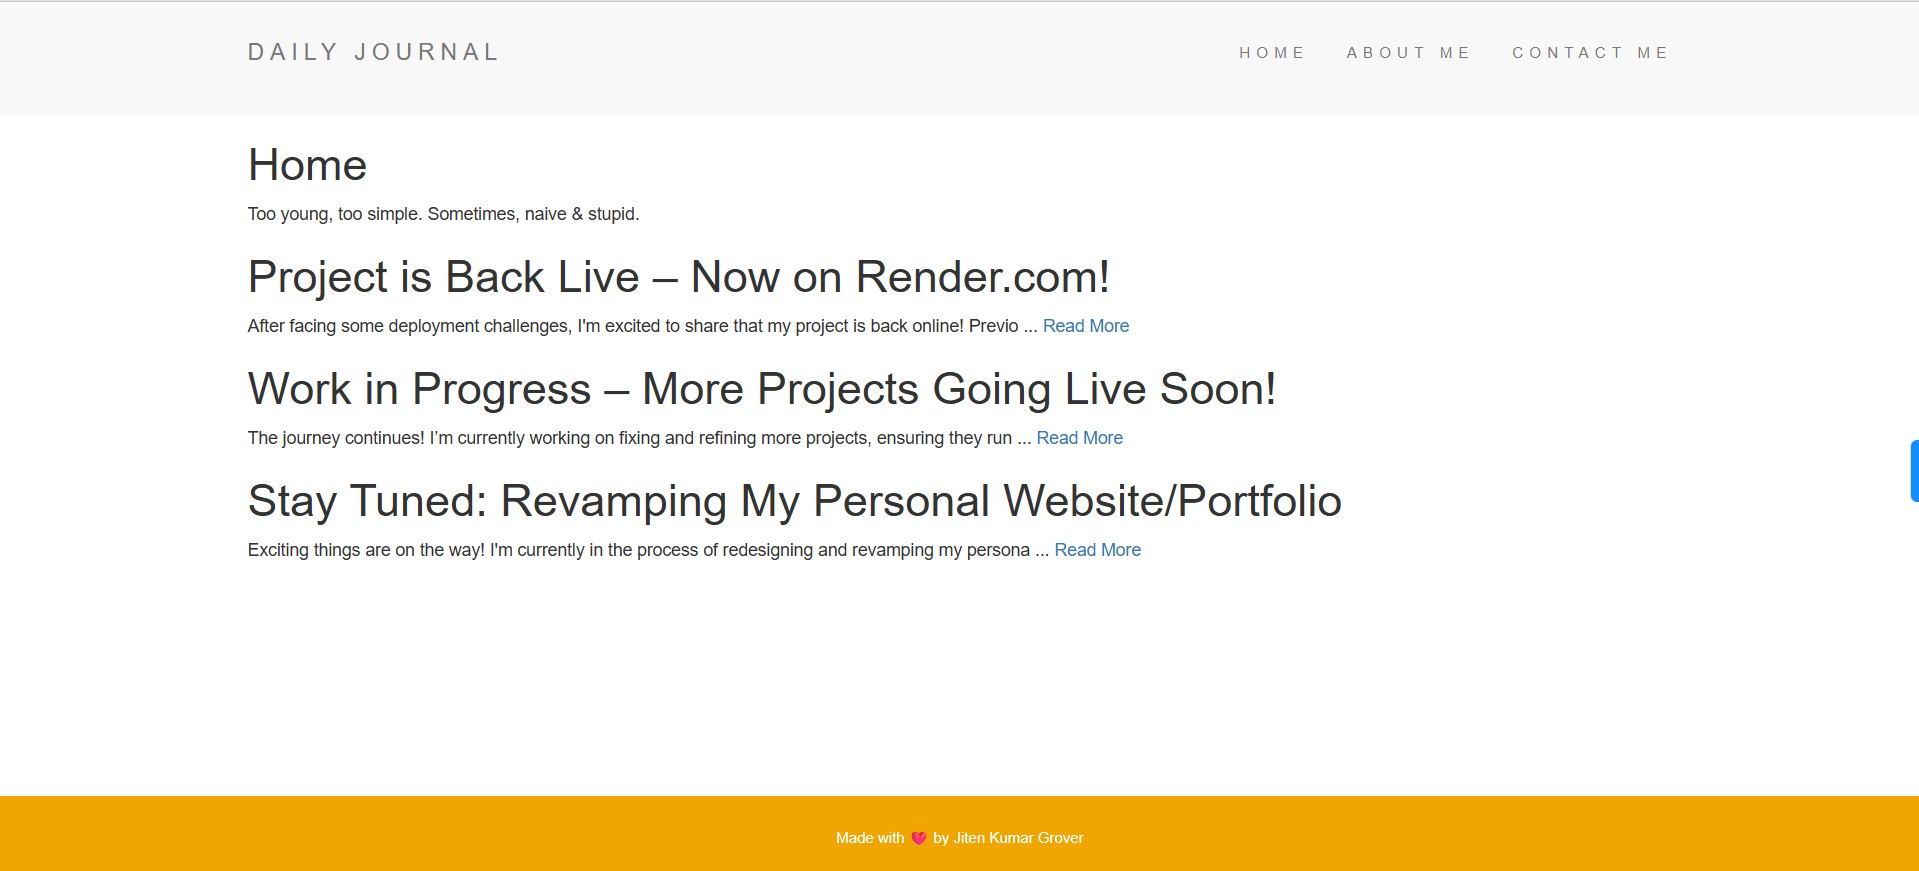 DAILY JOURNAL
HOME ABOUT ME CONTACT ME
Home
Too young, too simple. Sometimes, naive & stupid.
Project is Back Live – Now on Render.com!
After facing some deployment challenges, I'm excited to share that my project is back online! Previo ... Read More
Work in Progress – More Projects Going Live Soon!
The journey continues! I’m currently working on fixing and refining more projects, ensuring they run ... Read More
Stay Tuned: Revamping My Personal Website/Portfolio
Exciting things are on the way! I'm currently in the process of redesigning and revamping my persona ... Read More
Made with 💖 by Jiten Kumar Grover